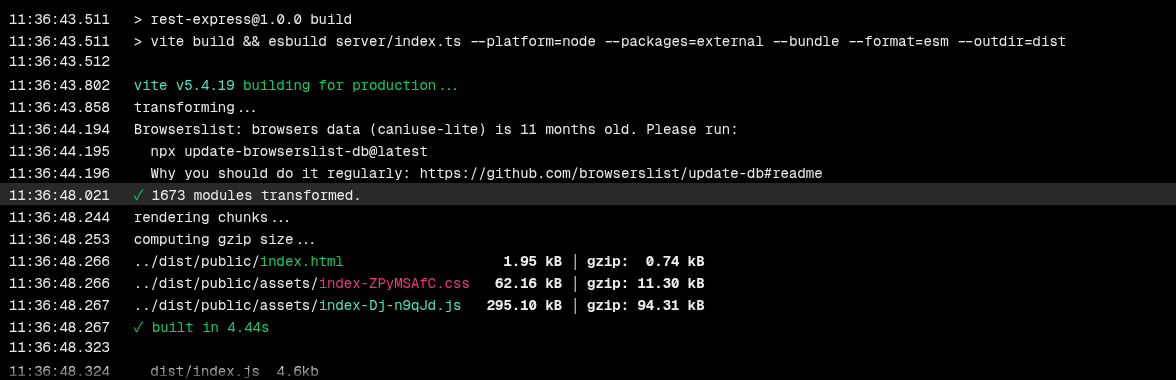 11:36:43.511 > rest-express@1.0.0 build
11:36:43.511 > vite build && esbuild server/index.ts --platform=node --packages=external --bundle --format=esm --outdir=dist
11:36:43.512
11:36:43.802 vite v5.4.19 building for production...
11:36:43.858 transforming...
11:36:44.194 Browserslist: browsers data (caniuse-lite) is 11 months old. Please run:
11:36:44.195   npx update-browserslist-db@latest
11:36:44.196   Why you should do it regularly: https://github.com/browserslist/update-db#readme
11:36:48.021 ✓ 1673 modules transformed.
11:36:48.244 rendering chunks...
11:36:48.253 computing gzip size...
11:36:48.266 ../dist/public/index.html                   1.95 kB │ gzip:  0.74 kB
11:36:48.266 ../dist/public/assets/index-ZPyMSAfC.css   62.16 kB │ gzip: 11.30 kB
11:36:48.267 ../dist/public/assets/index-Dj-n9qJd.js   295.10 kB │ gzip: 94.31 kB
11:36:48.267 ✓ built in 4.44s
11:36:48.323
11:36:48.324   dist/index.js  4.6kb